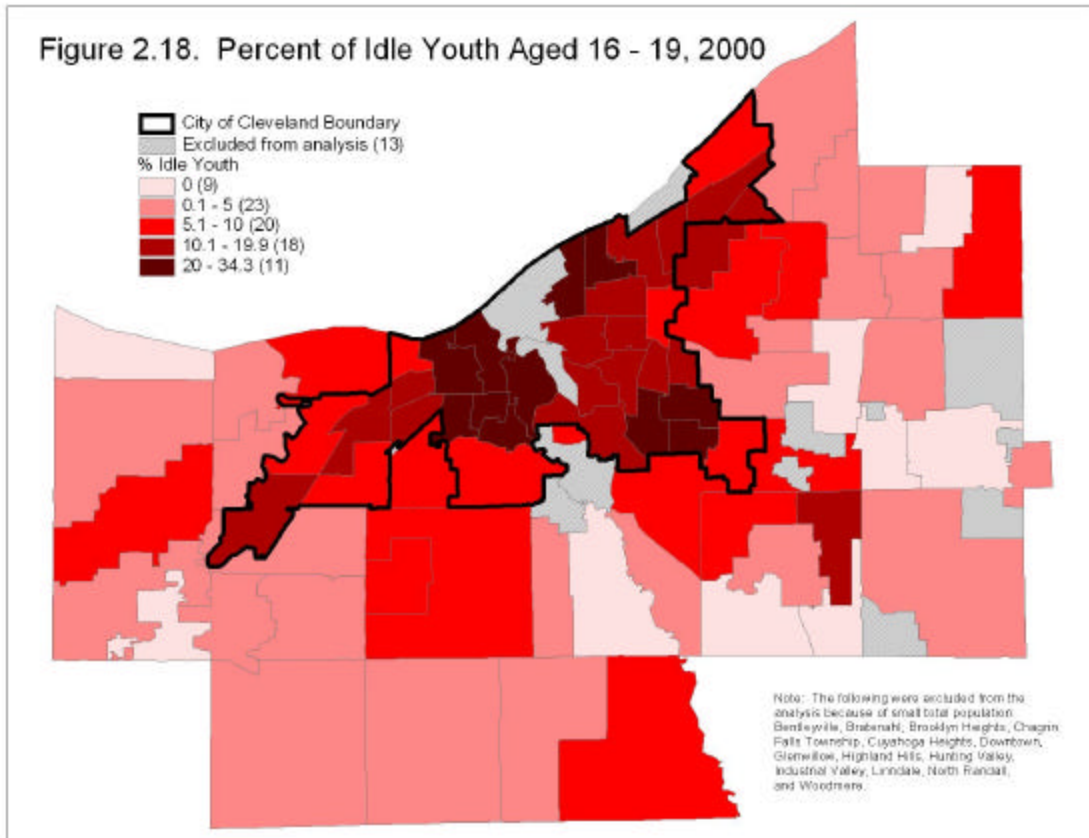 Figure 2.18. Percent of Idle Youth Aged 16 - 19, 2000
City of Cleveland Boundary
Excluded from analysis (13)
% Idle Youth
0 (9)
0.1 - 5 (23)
5.1 - 10 (20)
10.1 - 19.9 (18)
20 - 34.3 (11)
Note: The following were excluded from the
analysis because of small total population:
Bentleyville, Bratenahl, Brooklyn Heights, Chagrin
Falls Township, Cuyahoga Heights, Downtown,
Glenwillow, Highland Hills, Hunting Valley,
Industrial Valley, Linndale, North Randall,
and Woodmere.